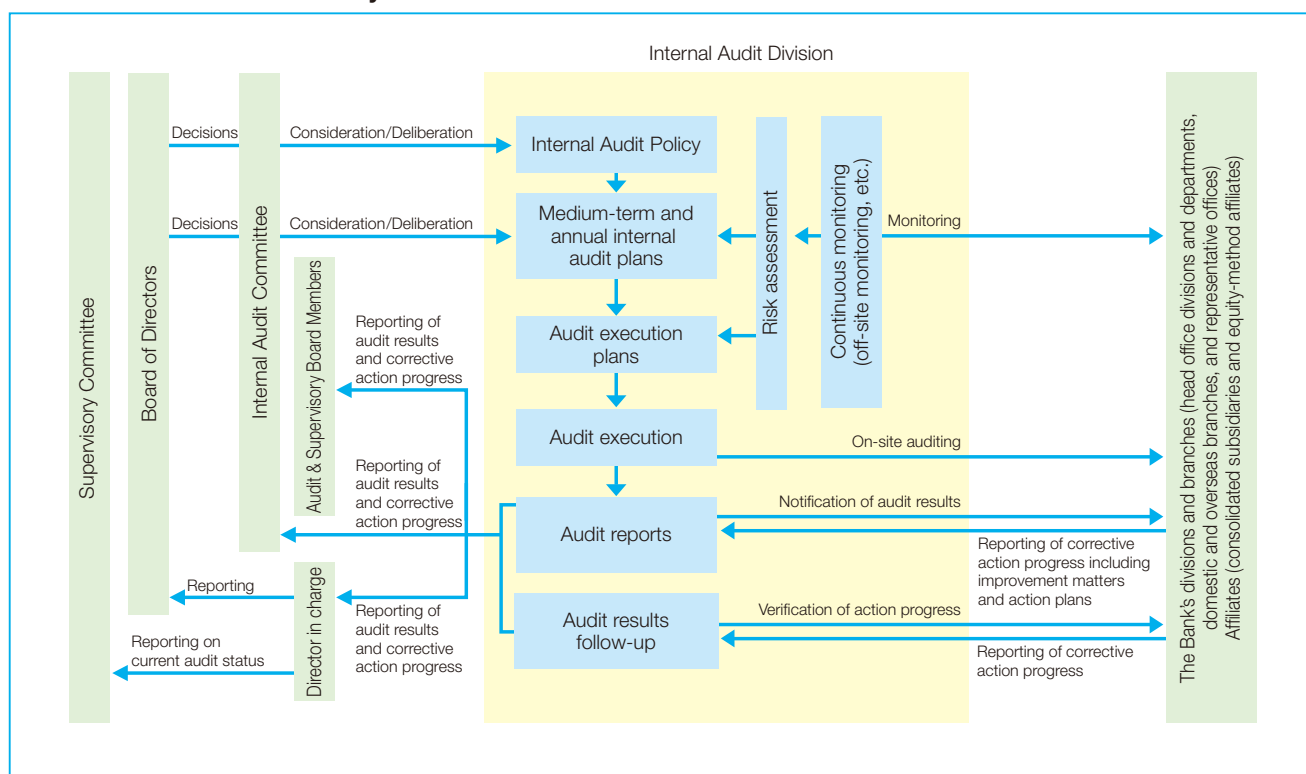 Internal Audit Division
Supervisory Committee
Board of Directors
Internal Audit Committee
Audit & Supervisory Board Members
Director in charge
Decisions
Consideration/Deliberation
Internal Audit Policy
Decisions
Consideration/Deliberation
Medium-term and
annual internal
audit plans
Risk assessment
Continuous monitoring
(off-site monitoring, etc.)
Monitoring
Reporting of
audit results
and corrective
action progress
Audit execution
plans
Audit execution
On-site auditing
Reporting of
audit results
and corrective
action progress
Audit reports
Notification of audit results
Reporting of corrective
action progress including
improvement matters
and action plans
Reporting
Reporting of
audit results
and corrective
action progress
Audit results
follow-up
Verification of action progress
Reporting of corrective
action progress
Reporting on
current audit status
The Bank's divisions and branches (head office divisions and departments,
domestic and overseas branches, and representative offices)
Affiliates (consolidated subsidiaries and equity-method affiliates)